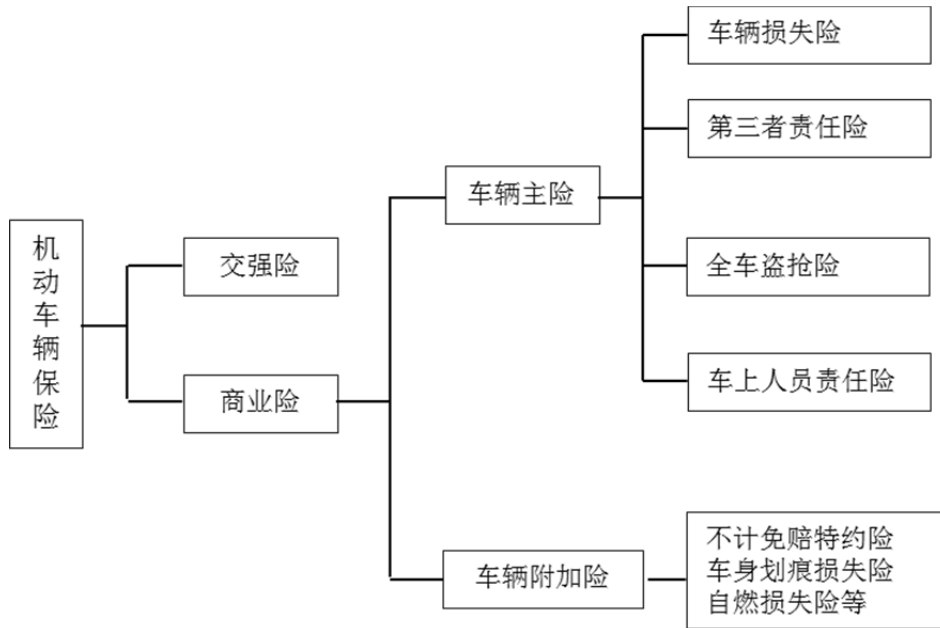 机动车辆保险
交强险
商业险
车辆主险
车辆损失险
第三者责任险
全车盗抢险
车上人员责任险
车辆附加险
不计免赔特约险
车身划痕损失险
自燃损失险等